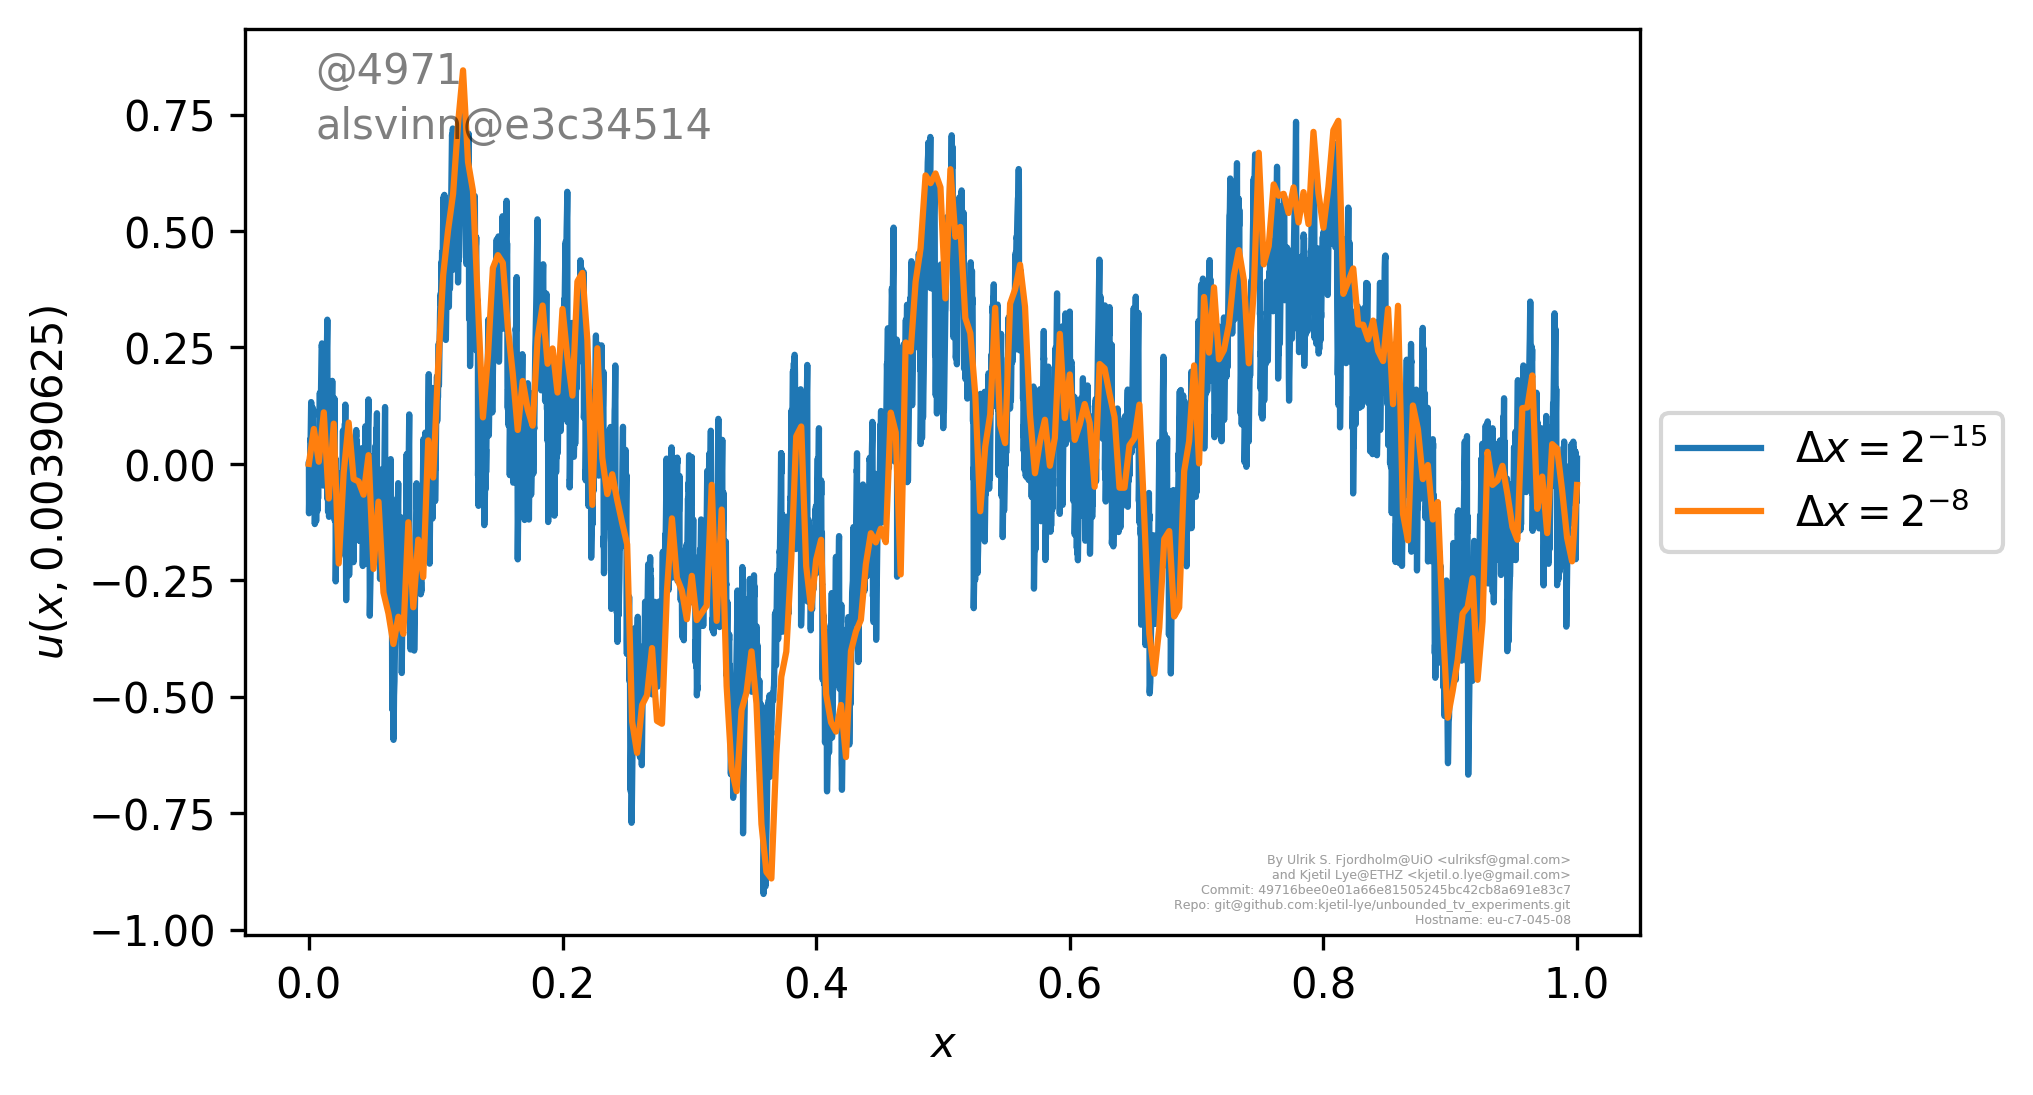 @4971
alsvinn@e3c34514
0.75
0.50
0.25
0.00
−0.25
−0.50
−0.75
−1.00
u(x, 0.00390625)
Δx = 2⁻¹⁵
Δx = 2⁻⁸
By Ulrik S. Fjordholm@UiO <ulriksf@gmal.com>
and Kjetil Lye@ETHZ <kjetil.o.lye@gmail.com>
Commit: 49716bee0e01a66e81505245bc42cb8a691e83c7
Repo: git@github.com:kjetil-lye/unbounded_tv_experiments.git
Hostname: eu-c7-045-08
0.0 0.2 0.4 0.6 0.8 1.0
x